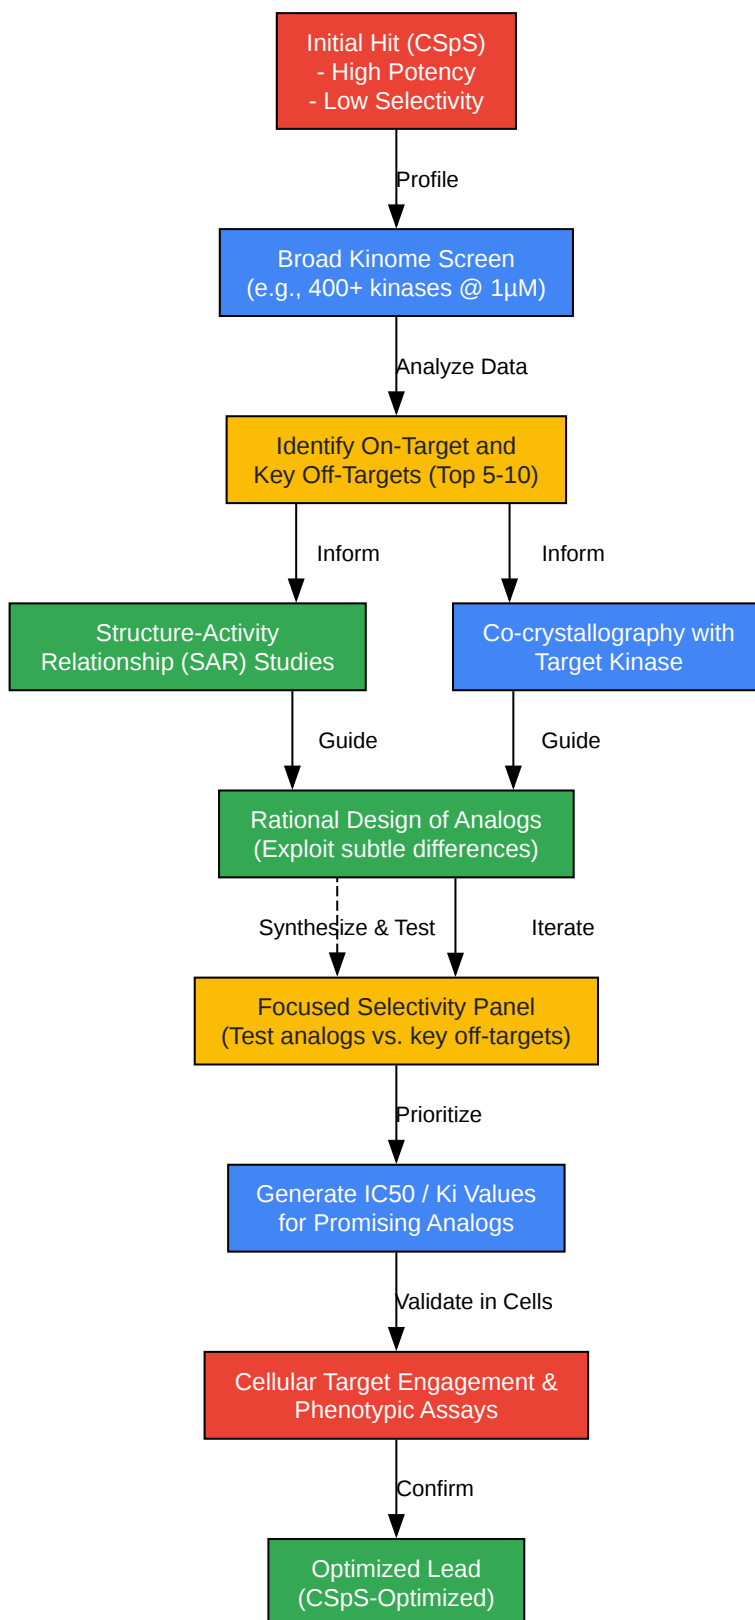 Initial Hit (CSpS)
- High Potency
- Low Selectivity
Profile
Broad Kinome Screen
(e.g., 400+ kinases @ 1µM)
Analyze Data
Identify On-Target and
Key Off-Targets (Top 5-10)
Inform
Inform
Structure-Activity
Relationship (SAR) Studies
Co-crystallography with
Target Kinase
Guide
Guide
Rational Design of Analogs
(Exploit subtle differences)
Synthesize & Test
Iterate
Focused Selectivity Panel
(Test analogs vs. key off-targets)
Prioritize
Generate IC50 / Ki Values
for Promising Analogs
Validate in Cells
Cellular Target Engagement &
Phenotypic Assays
Confirm
Optimized Lead
(CSpS-Optimized)